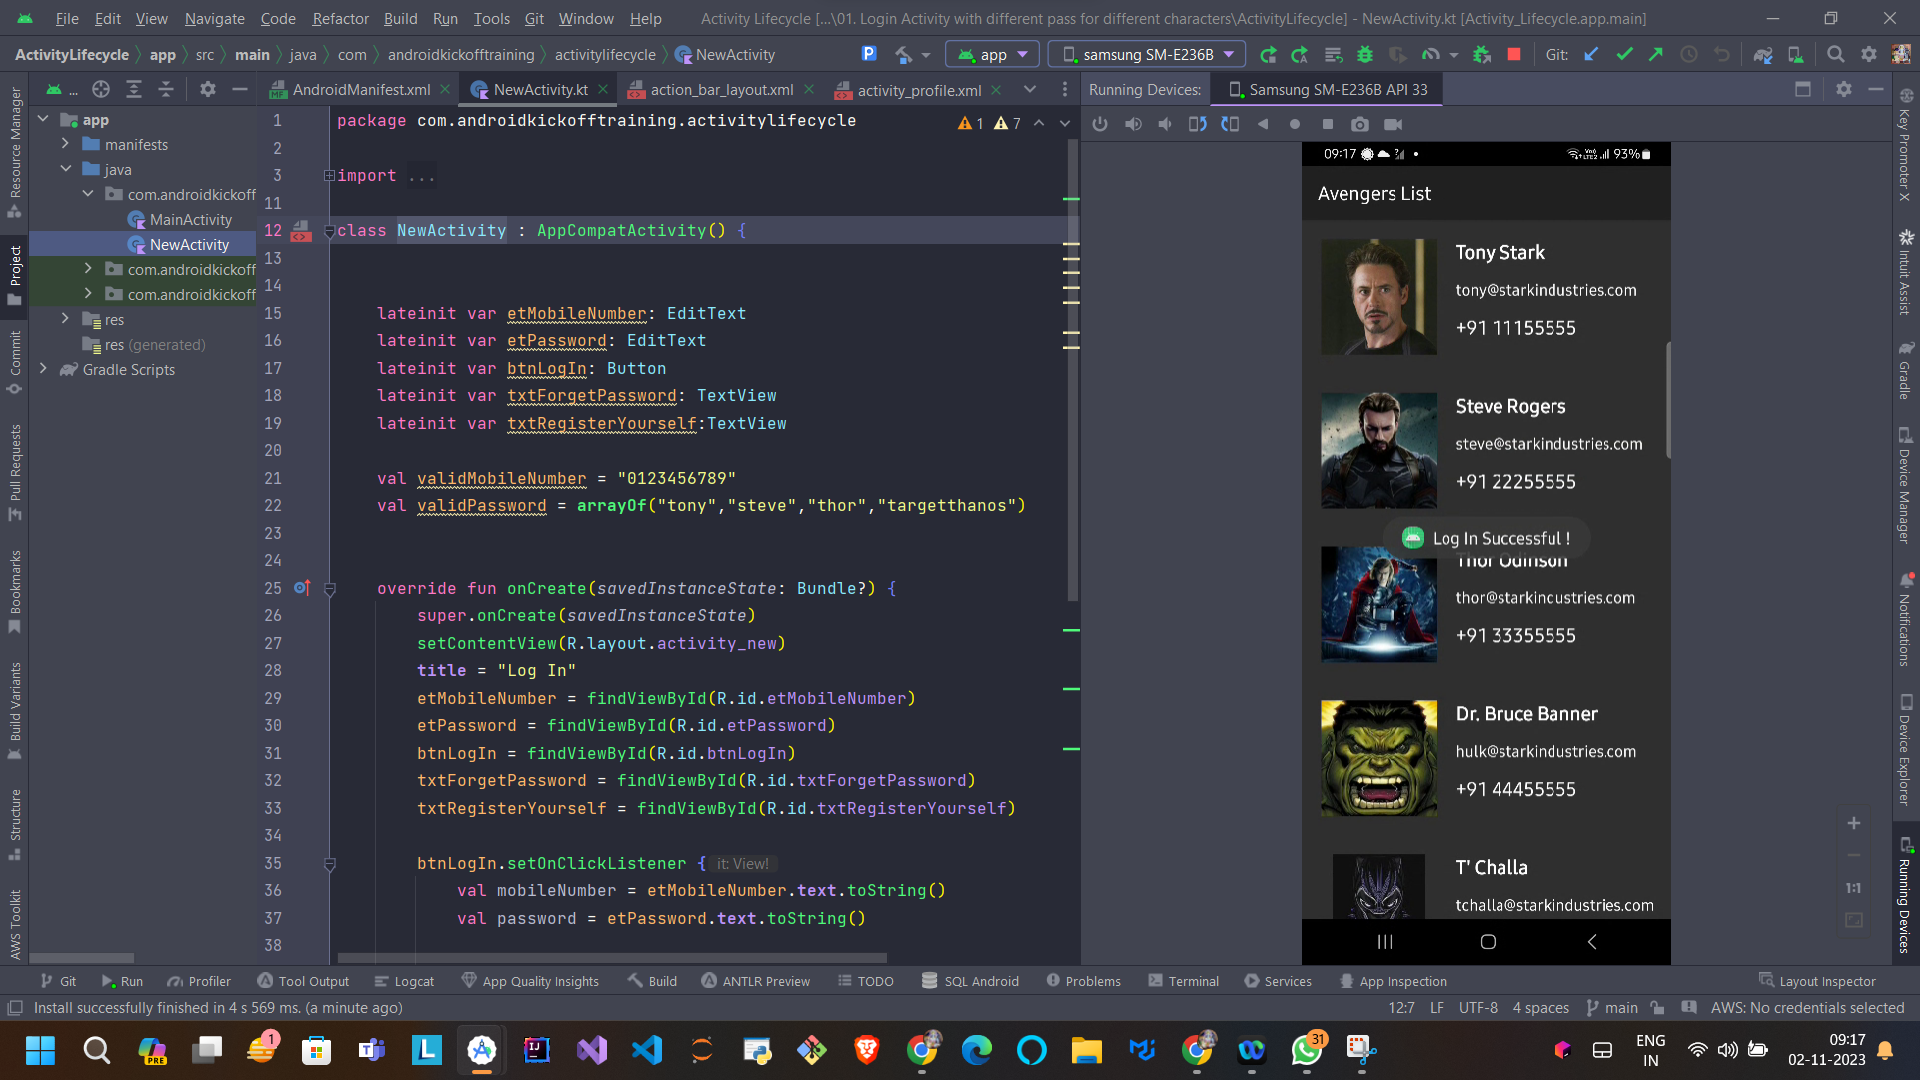 File Edit View Navigate Code Refactor Build Run Tools Git Window Help Activity Lifecycle [...\01. Login Activity with different pass for different characters\ActivityLifecycle] - NewActivity.kt [Activity_Lifecycle.app.main]
ActivityLifecycle app src main java com androidkickofftraining activitylifecycle NewActivity P app samsung SM-E236B Git:
... AndroidManifest.xml NewActivity.kt action_bar_layout.xml activity_profile.xml Running Devices: Samsung SM-E236B API 33
Resource Manager
Project
Commit
Pull Requests
Bookmarks
Build Variants
Structure
AWS Toolkit
app
manifests
java
com.androidkickoff
MainActivity
NewActivity
com.androidkickoff
com.androidkickoff
res
res (generated)
Gradle Scripts
1 package com.androidkickofftraining.activitylifecycle 1 7
2
3 import ...
11
12 class NewActivity : AppCompatActivity() {
13
14
15 lateinit var etMobileNumber: EditText
16 lateinit var etPassword: EditText
17 lateinit var btnLogIn: Button
18 lateinit var txtForgetPassword: TextView
19 lateinit var txtRegisterYourself:TextView
20
21 val validMobileNumber = "0123456789"
22 val validPassword = arrayOf("tony","steve","thor","targetthanos")
23
24
25 override fun onCreate(savedInstanceState: Bundle?) {
26 super.onCreate(savedInstanceState)
27 setContentView(R.layout.activity_new)
28 title = "Log In"
29 etMobileNumber = findViewById(R.id.etMobileNumber)
30 etPassword = findViewById(R.id.etPassword)
31 btnLogIn = findViewById(R.id.btnLogIn)
32 txtForgetPassword = findViewById(R.id.txtForgetPassword)
33 txtRegisterYourself = findViewById(R.id.txtRegisterYourself)
34
35 btnLogIn.setOnClickListener { it: View!
36 val mobileNumber = etMobileNumber.text.toString()
37 val password = etPassword.text.toString()
38
09:17 93%
Avengers List
Tony Stark
tony@starkindustries.com
+91 11155555
Steve Rogers
steve@starkindustries.com
+91 22255555
Log In Successful !
Thor Odinson
thor@starkindustries.com
+91 33355555
Dr. Bruce Banner
hulk@starkindustries.com
+91 44455555
T' Challa
tchalla@starkindustries.com
1:1
Key Promoter X
Intuit Assist
Gradle
Device Manager
Notifications
Device Explorer
Running Devices
Git Run Profiler Tool Output Logcat App Quality Insights Build ANTLR Preview TODO SQL Android Problems Terminal Services App Inspection Layout Inspector
Install successfully finished in 4 s 569 ms. (a minute ago) 12:7 LF UTF-8 4 spaces main AWS: No credentials selected
PRE 1 L IJ 31 ENG
IN
09:17
02-11-2023